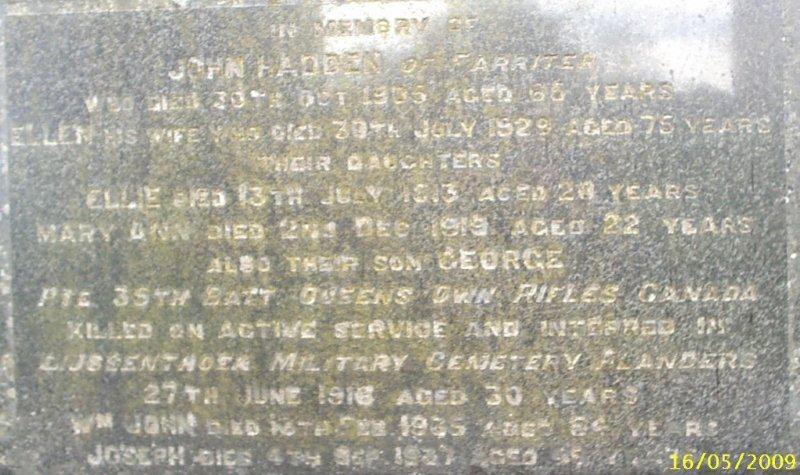 IN MEMORY OF
JOHN HADDEN OF FARRITER
WHO DIED 30TH OCT 1905 AGED 66 YEARS
ELLEN HIS WIFE WHO DIED 30TH JULY 1929 AGED 75 YEARS
THEIR DAUGHTERS
ELLIE DIED 13TH JULY 1913 AGED YEARS
MARY ANN DIED 2ND DEC 1919 AGED 22 YEARS
ALSO THEIR SON GEORGE
PTE 39TH BATT. QUEENS OWN RIFLES CANADA
KILLED ON ACTIVE SERVICE AND INTERRED IN
LIJSSENTHOEK MILITARY CEMETERY FLANDERS
27TH JUNE 1916 AGED 30 YEARS
WM JOHN DIED FEB. 1935 AGED YEARS
JOSEPH DIED 4TH SEP. 1937 AGED
16/05/2009